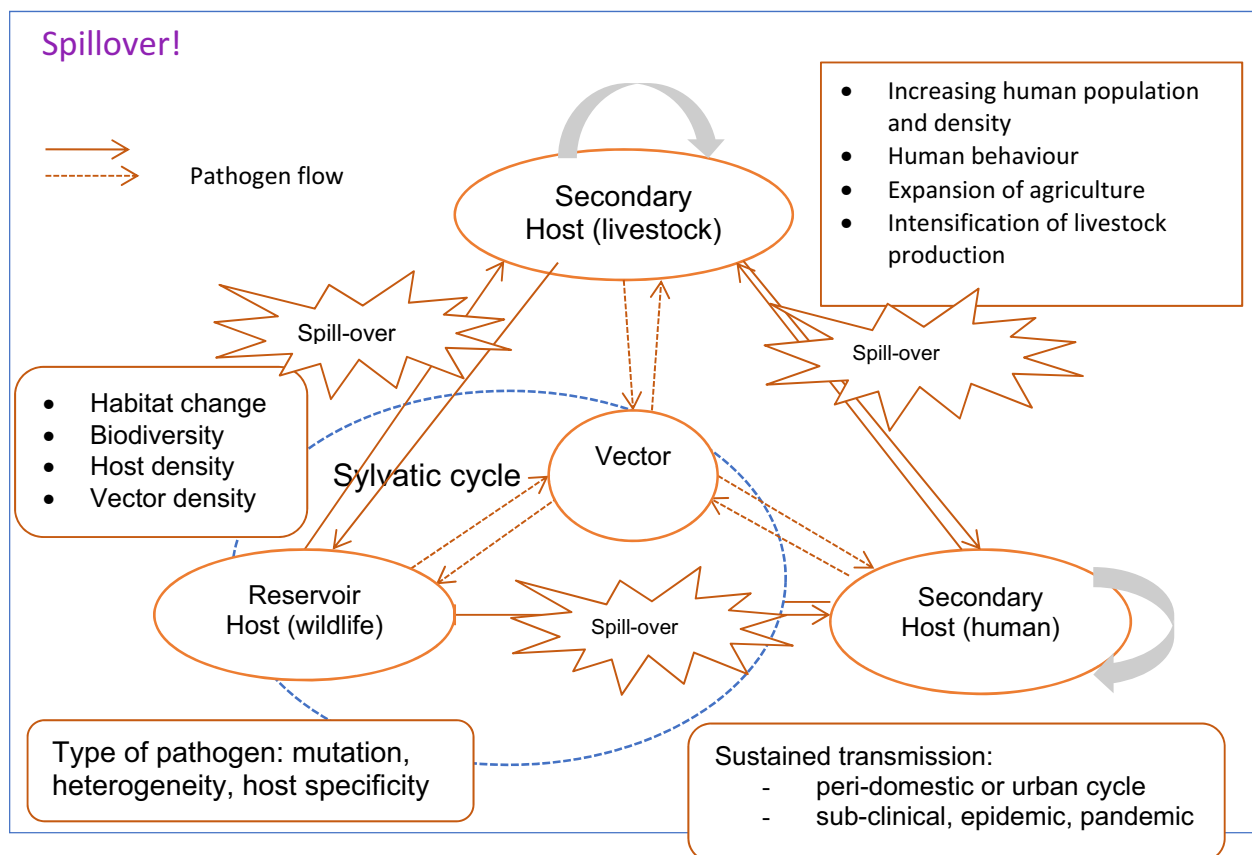 Spillover!
Pathogen flow
Secondary
Host (livestock)
• Increasing human population
and density
• Human behaviour
• Expansion of agriculture
• Intensification of livestock
production
Spill-over
Spill-over
• Habitat change
• Biodiversity
• Host density
• Vector density
Sylvatic cycle
Vector
Reservoir
Host (wildlife)
Spill-over
Secondary
Host (human)
Type of pathogen: mutation,
heterogeneity, host specificity
Sustained transmission:
- peri-domestic or urban cycle
- sub-clinical, epidemic, pandemic